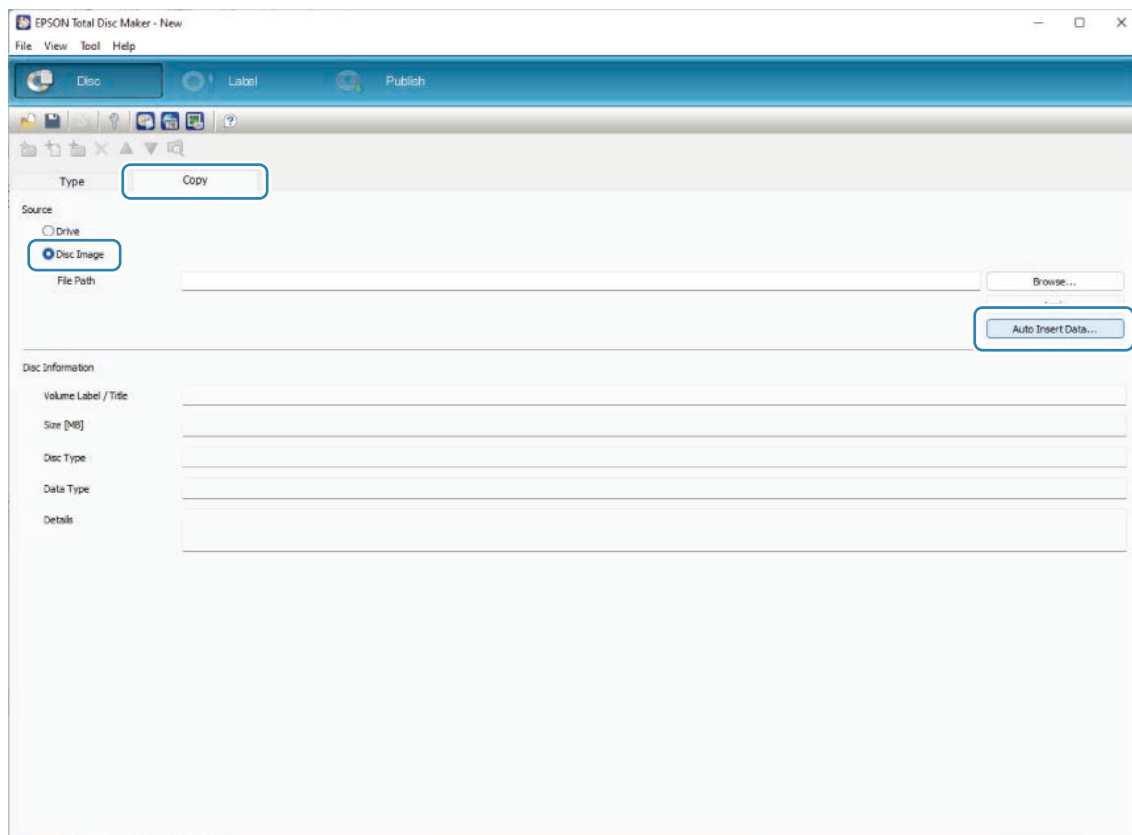 EPSON Total Disc Maker - New
File View Tool Help
Disc Label Publish
Type Copy
Source
Drive
Disc Image
File Path Browse...
Auto Insert Data...
Disc Information
Volume Label / Title
Size [MB]
Disc Type
Data Type
Details